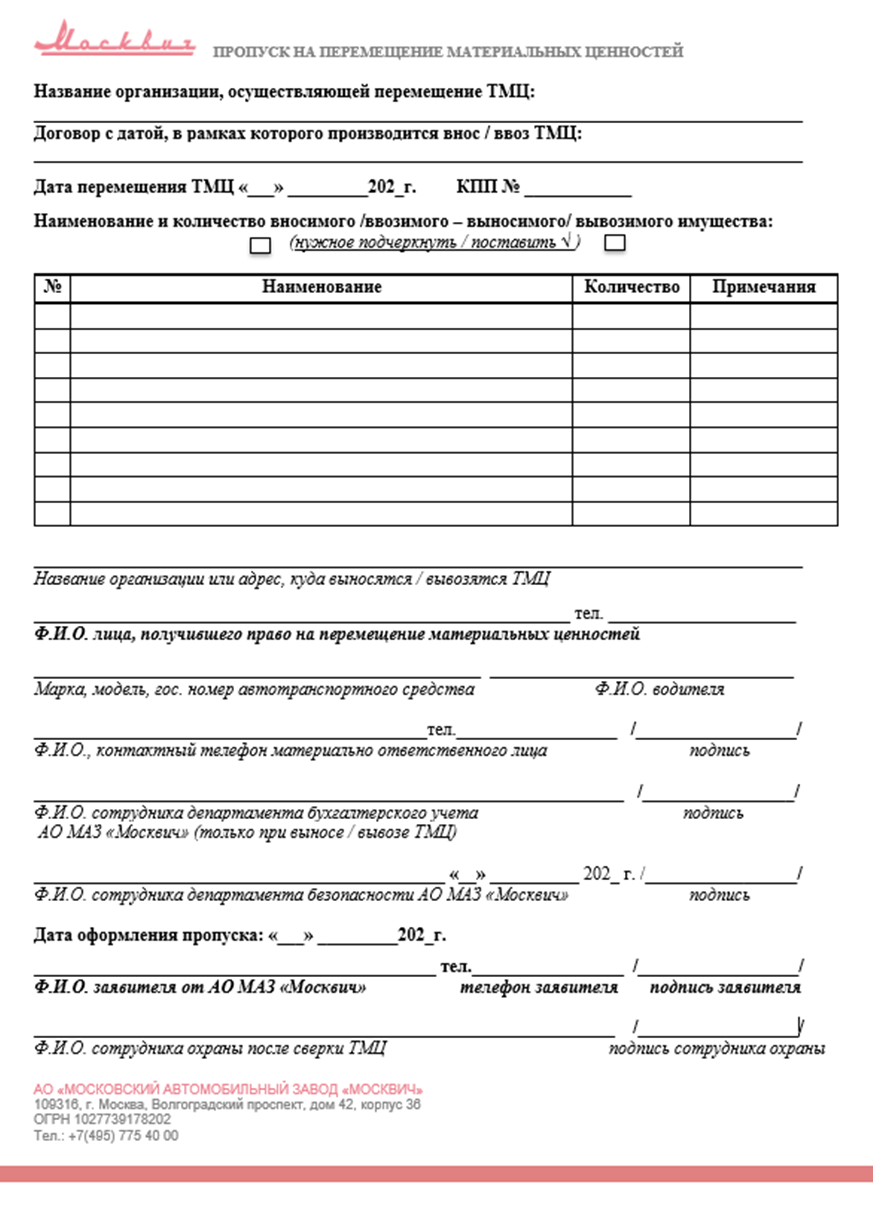 Москвич ПРОПУСК НА ПЕРЕМЕЩЕНИЕ МАТЕРИАЛЬНЫХ ЦЕННОСТЕЙ
Название организации, осуществляющей перемещение ТМЦ:
Договор с датой, в рамках которого производится внос / ввоз ТМЦ:
Дата перемещения ТМЦ «___» _________202_г. КПП № ____________
Наименование и количество вносимого /ввозимого – выносимого/ вывозимого имущества:
(нужное подчеркнуть / поставить √ )
№ Наименование Количество Примечания
Название организации или адрес, куда выносятся / вывозятся ТМЦ
тел.
Ф.И.О. лица, получившего право на перемещение материальных ценностей
Марка, модель, гос. номер автотранспортного средства Ф.И.О. водителя
тел. / /
Ф.И.О., контактный телефон материально ответственного лица подпись
/ /
Ф.И.О. сотрудника департамента бухгалтерского учета подпись
АО МАЗ «Москвич» (только при выносе / вывозе ТМЦ)
«__» __________ 202_ г. / /
Ф.И.О. сотрудника департамента безопасности АО МАЗ «Москвич» подпись
Дата оформления пропуска: «___» _________202_г.
тел. / /
Ф.И.О. заявителя от АО МАЗ «Москвич» телефон заявителя подпись заявителя
/ /
Ф.И.О. сотрудника охраны после сверки ТМЦ подпись сотрудника охраны
АО «МОСКОВСКИЙ АВТОМОБИЛЬНЫЙ ЗАВОД «МОСКВИЧ»
109316, г. Москва, Волгоградский проспект, дом 42, корпус 36
ОГРН 1027739178202
Тел.: +7(495) 775 40 00